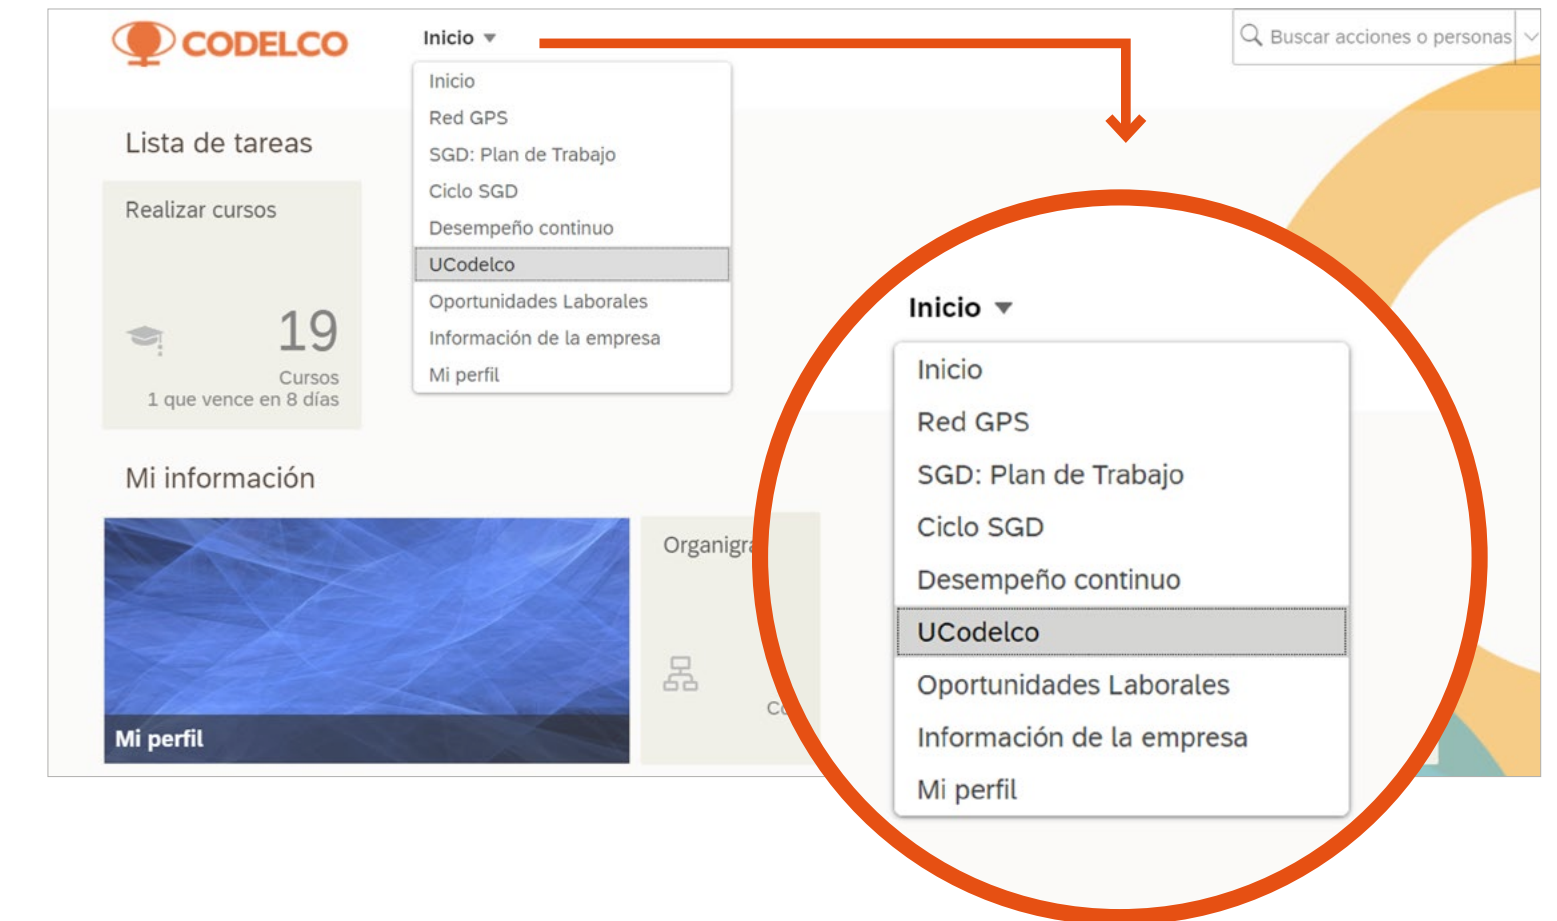 CODELCO
Inicio
Buscar acciones o personas
Inicio
Red GPS
SGD: Plan de Trabajo
Ciclo SGD
Desempeño continuo
UCodelco
Oportunidades Laborales
Información de la empresa
Mi perfil
Lista de tareas
Realizar cursos
19
Cursos
1 que vence en 8 días
Mi información
Mi perfil
Organigra
Inicio
Inicio
Red GPS
SGD: Plan de Trabajo
Ciclo SGD
Desempeño continuo
UCodelco
Oportunidades Laborales
Información de la empresa
Mi perfil